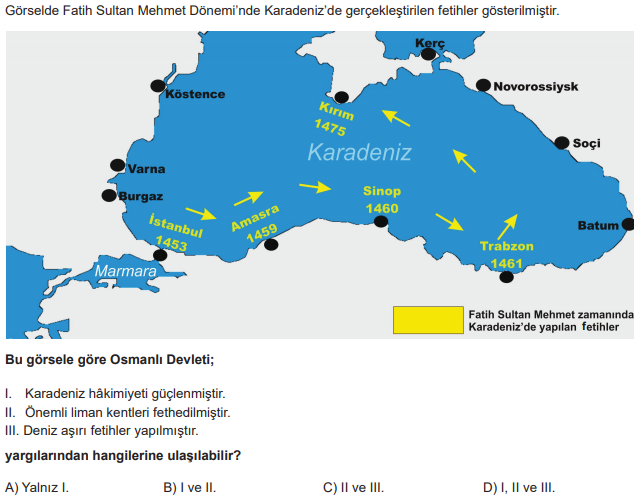 Görselde Fatih Sultan Mehmet Dönemi’nde Karadeniz’de gerçekleştirilen fetihler gösterilmiştir.
Kerç
Köstence
Novorossiysk
Kırım
1475
Soçi
Karadeniz
Varna
Burgaz
Sinop
1460
İstanbul
1453
Amasra
1459
Batum
Trabzon
1461
Marmara
Fatih Sultan Mehmet zamanında
Karadeniz’de yapılan fetihler
Bu görsele göre Osmanlı Devleti;
I. Karadeniz hâkimiyeti güçlenmiştir.
II. Önemli liman kentleri fethedilmiştir.
III. Deniz aşırı fetihler yapılmıştır.
yargılarından hangilerine ulaşılabilir?
A) Yalnız I. B) I ve II. C) II ve III. D) I, II ve III.